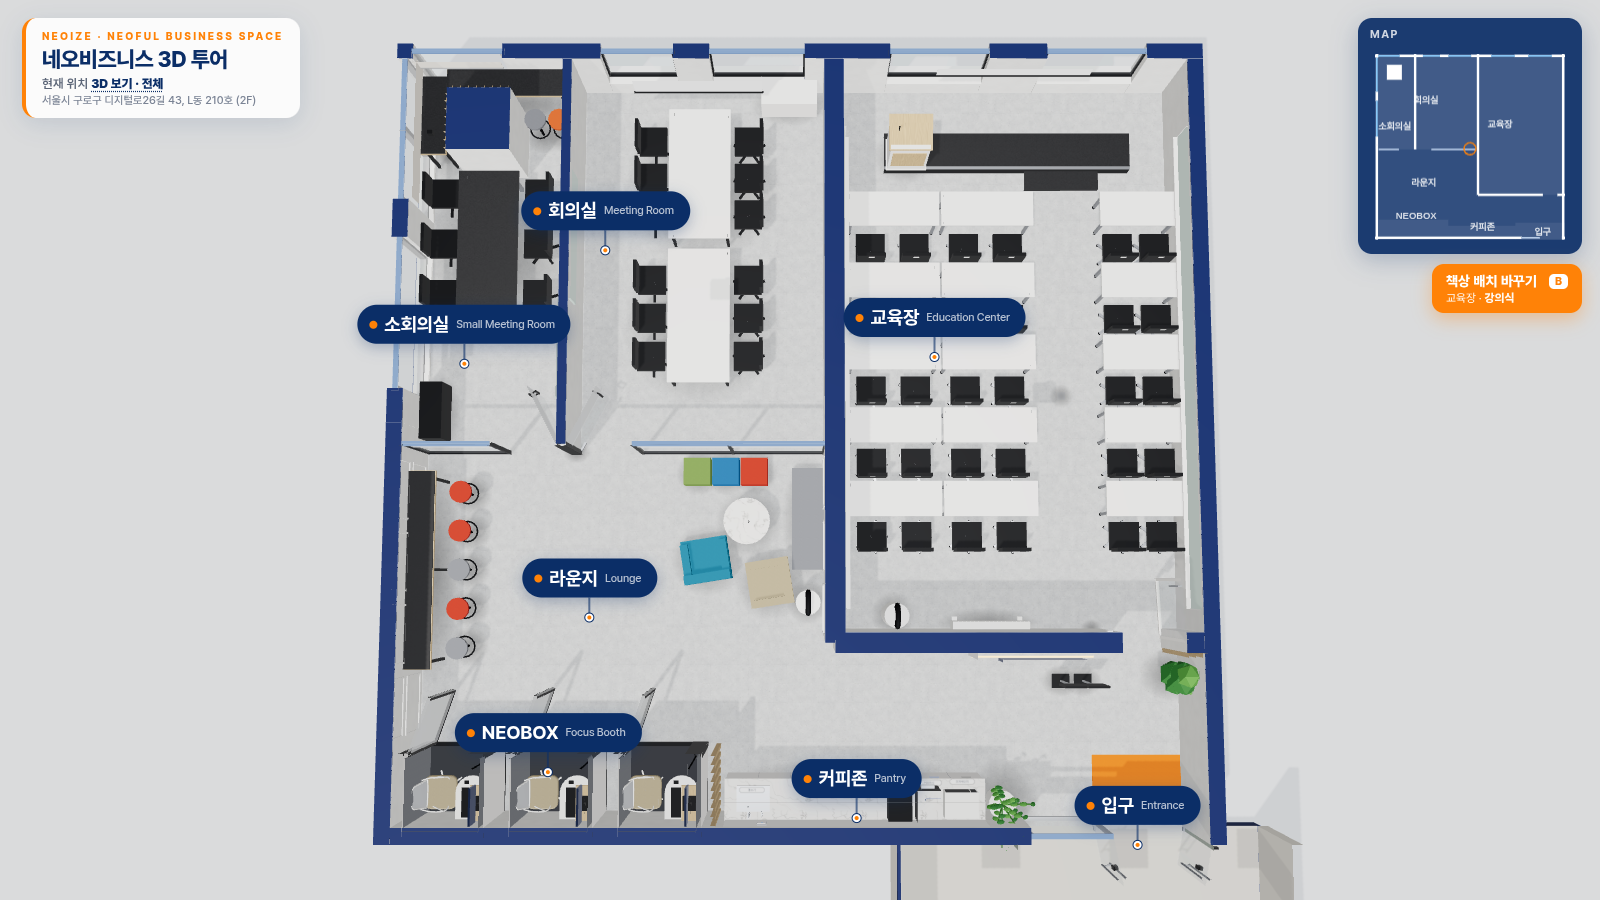 NEOIZE · NEOFUL BUSINESS SPACE
네오비즈니스 3D 투어
현재 위치 3D 보기 · 전체
서울시 구로구 디지털로26길 43, L동 210호 (2F)
MAP
회의실
소회의실
교육장
라운지
NEOBOX
커피존
입구
책상 배치 바꾸기 B
교육장 · 강의식
회의실 Meeting Room
소회의실 Small Meeting Room
교육장 Education Center
라운지 Lounge
NEOBOX Focus Booth
커피존 Pantry
입구 Entrance